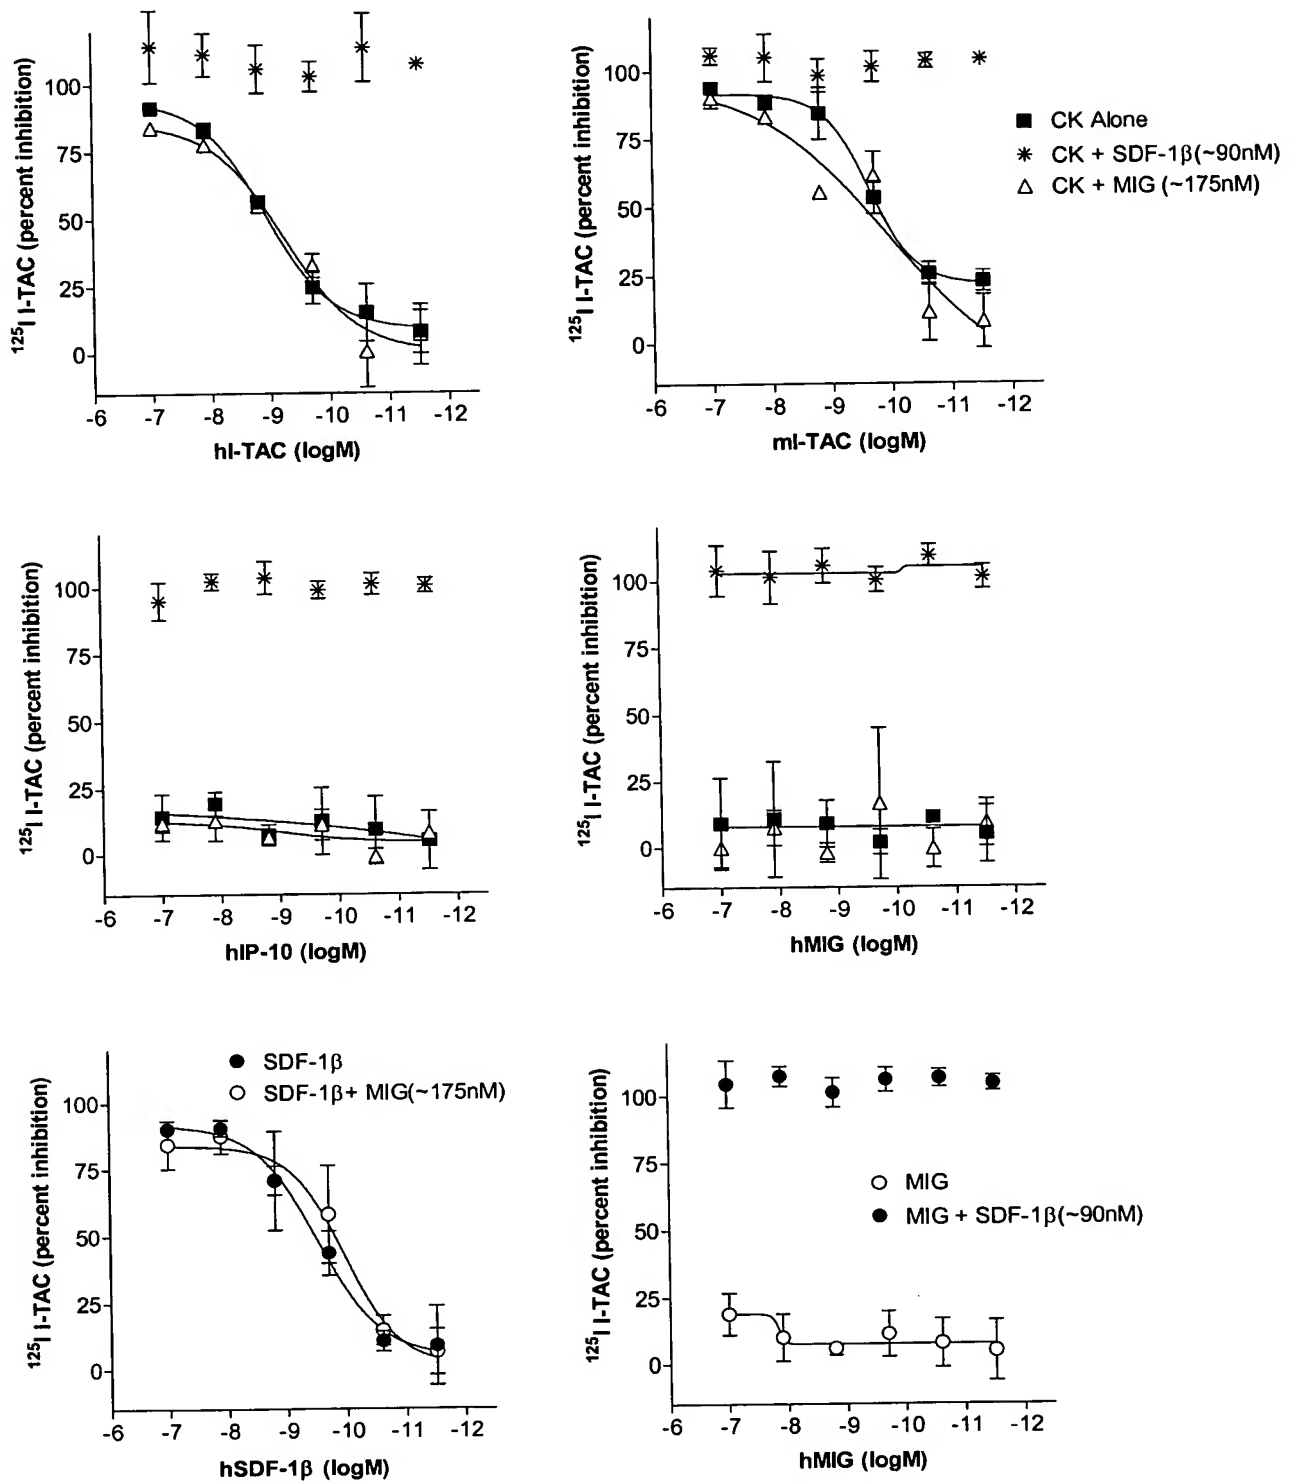 125I I-TAC (percent inhibition)
100
75
50
25
0
-6 -7 -8 -9 -10 -11 -12
hI-TAC (logM)
125I I-TAC (percent inhibition)
100
75
50
25
0
-6 -7 -8 -9 -10 -11 -12
mI-TAC (logM)
CK Alone
CK + SDF-1β(~90nM)
CK + MIG (~175nM)
125I I-TAC (percent inhibition)
100
75
50
25
0
-6 -7 -8 -9 -10 -11 -12
hIP-10 (logM)
125I I-TAC (percent inhibition)
100
75
50
25
0
-6 -7 -8 -9 -10 -11 -12
hMIG (logM)
SDF-1β
SDF-1β+ MIG(~175nM)
125I I-TAC (percent inhibition)
100
75
50
25
0
-6 -7 -8 -9 -10 -11 -12
hSDF-1β (logM)
125I I-TAC (percent inhibition)
100
75
50
25
0
MIG
MIG + SDF-1β(~90nM)
-6 -7 -8 -9 -10 -11 -12
hMIG (logM)